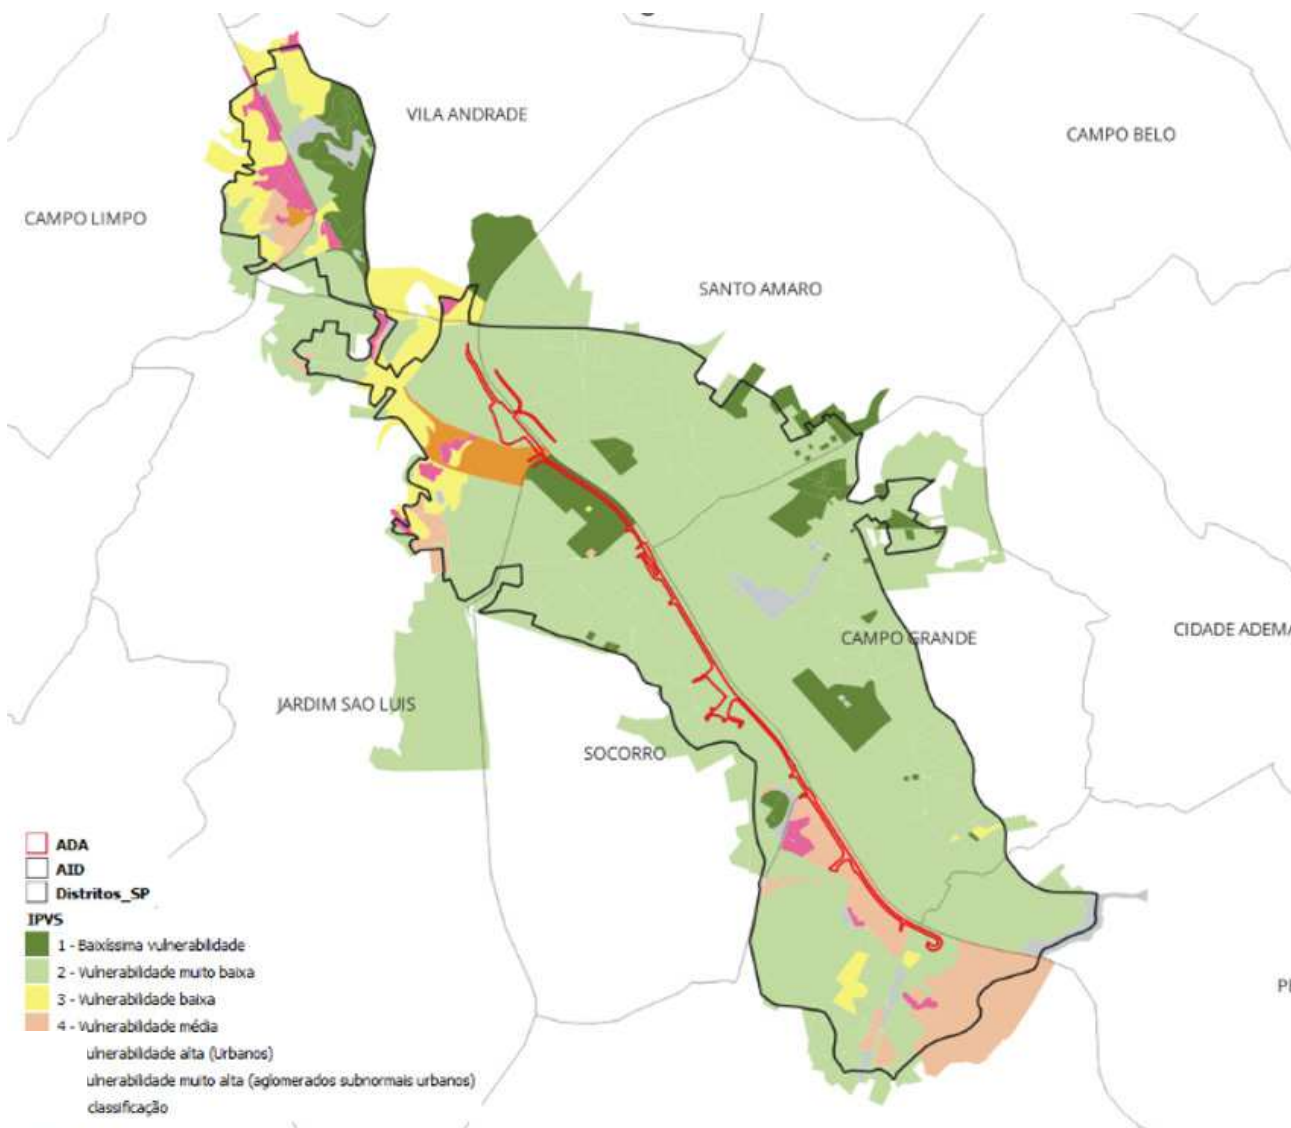 VILA ANDRADE
CAMPO BELO
CAMPO LIMPO
SANTO AMARO
CAMPO GRANDE
CIDADE ADEMA
JARDIM SAO LUIS
SOCORRO
ADA
AID
Distritos_SP
IPVS
1 - Baixíssima vulnerabilidade
2 - Vulnerabilidade muito baixa
3 - Vulnerabilidade baixa
4 - Vulnerabilidade média
ulnerabilidade alta (Urbanos)
ulnerabilidade muito alta (aglomerados subnormais urbanos)
classificação